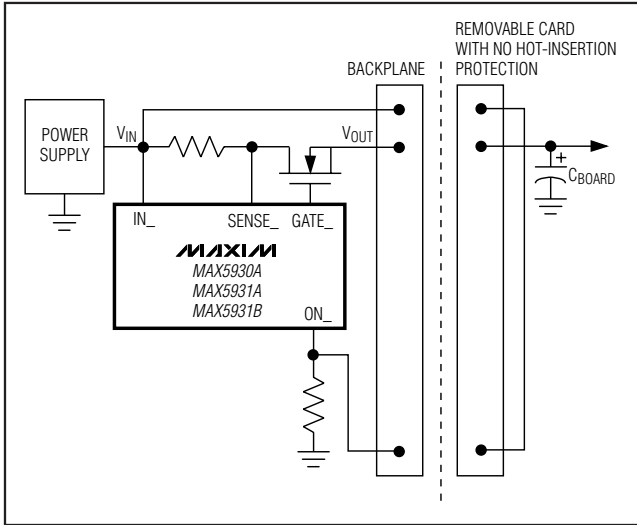 REMOVABLE CARD
WITH NO HOT-INSERTION
PROTECTION
BACKPLANE
POWER
SUPPLY
VIN
VOUT
+
CBOARD
IN_
SENSE_
GATE_
MAXIM
MAX5930A
MAX5931A
MAX5931B
ON_